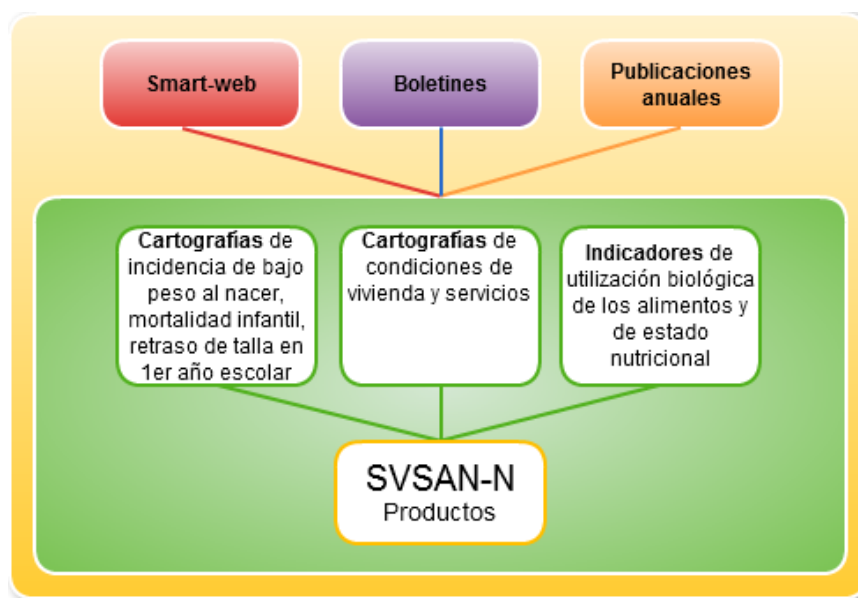 Smart-web
Boletines
Publicaciones
anuales
Cartografías de
incidencia de bajo
peso al nacer,
mortalidad infantil,
retraso de talla en
1er año escolar
Cartografías de
condiciones de
vivienda y servicios
Indicadores de
utilización biológica
de los alimentos y
de estado
nutricional
SVSAN-N
Productos